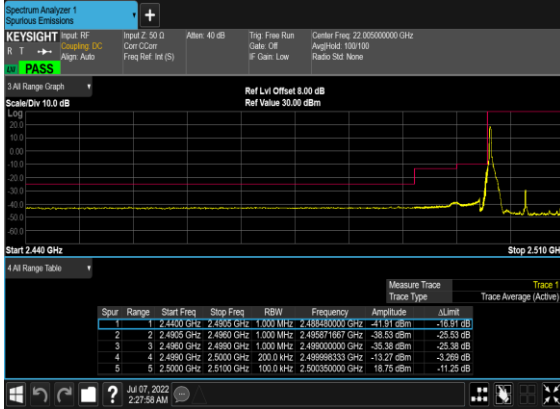 Spectrum Analyzer 1
Spurious Emissions
+
KEYSIGHT
R T
LXI PASS
Input: RF
Coupling: DC
Align: Auto
Input Z: 50 Ω
Corr CCorr
Freq Ref: Int (S)
Atten: 40 dB
Trig: Free Run
Gate: Off
IF Gain: Low
Center Freq: 22.005000000 GHz
Avg|Hold: 100/100
Radio Std: None
3 All Range Graph
Scale/Div 10.0 dB
Ref Lvl Offset 8.00 dB
Ref Value 30.00 dBm
Log
20.0
10.0
0.00
-10.0
-20.0
-30.0
-40.0
-50.0
-60.0
Start 2.440 GHz
Stop 2.510 GH
4 All Range Table
Measure Trace Trace 1
Trace Type Trace Average (Active)
Spur Range Start Freq Stop Freq RBW Frequency Amplitude ΔLimit
1 1 2.4400 GHz 2.4905 GHz 1.000 MHz 2.488480000 GHz -41.91 dBm -16.91 dB
2 2 2.4905 GHz 2.4960 GHz 1.000 MHz 2.495871667 GHz -38.53 dBm -25.53 dB
3 3 2.4960 GHz 2.4990 GHz 1.000 MHz 2.499000000 GHz -35.38 dBm -25.38 dB
4 4 2.4990 GHz 2.5000 GHz 200.0 kHz 2.499998333 GHz -13.27 dBm -3.269 dB
5 5 2.5000 GHz 2.5100 GHz 100.0 kHz 2.500350000 GHz 18.75 dBm -11.25 dB
?
Jul 07, 2022
2:27:58 AM